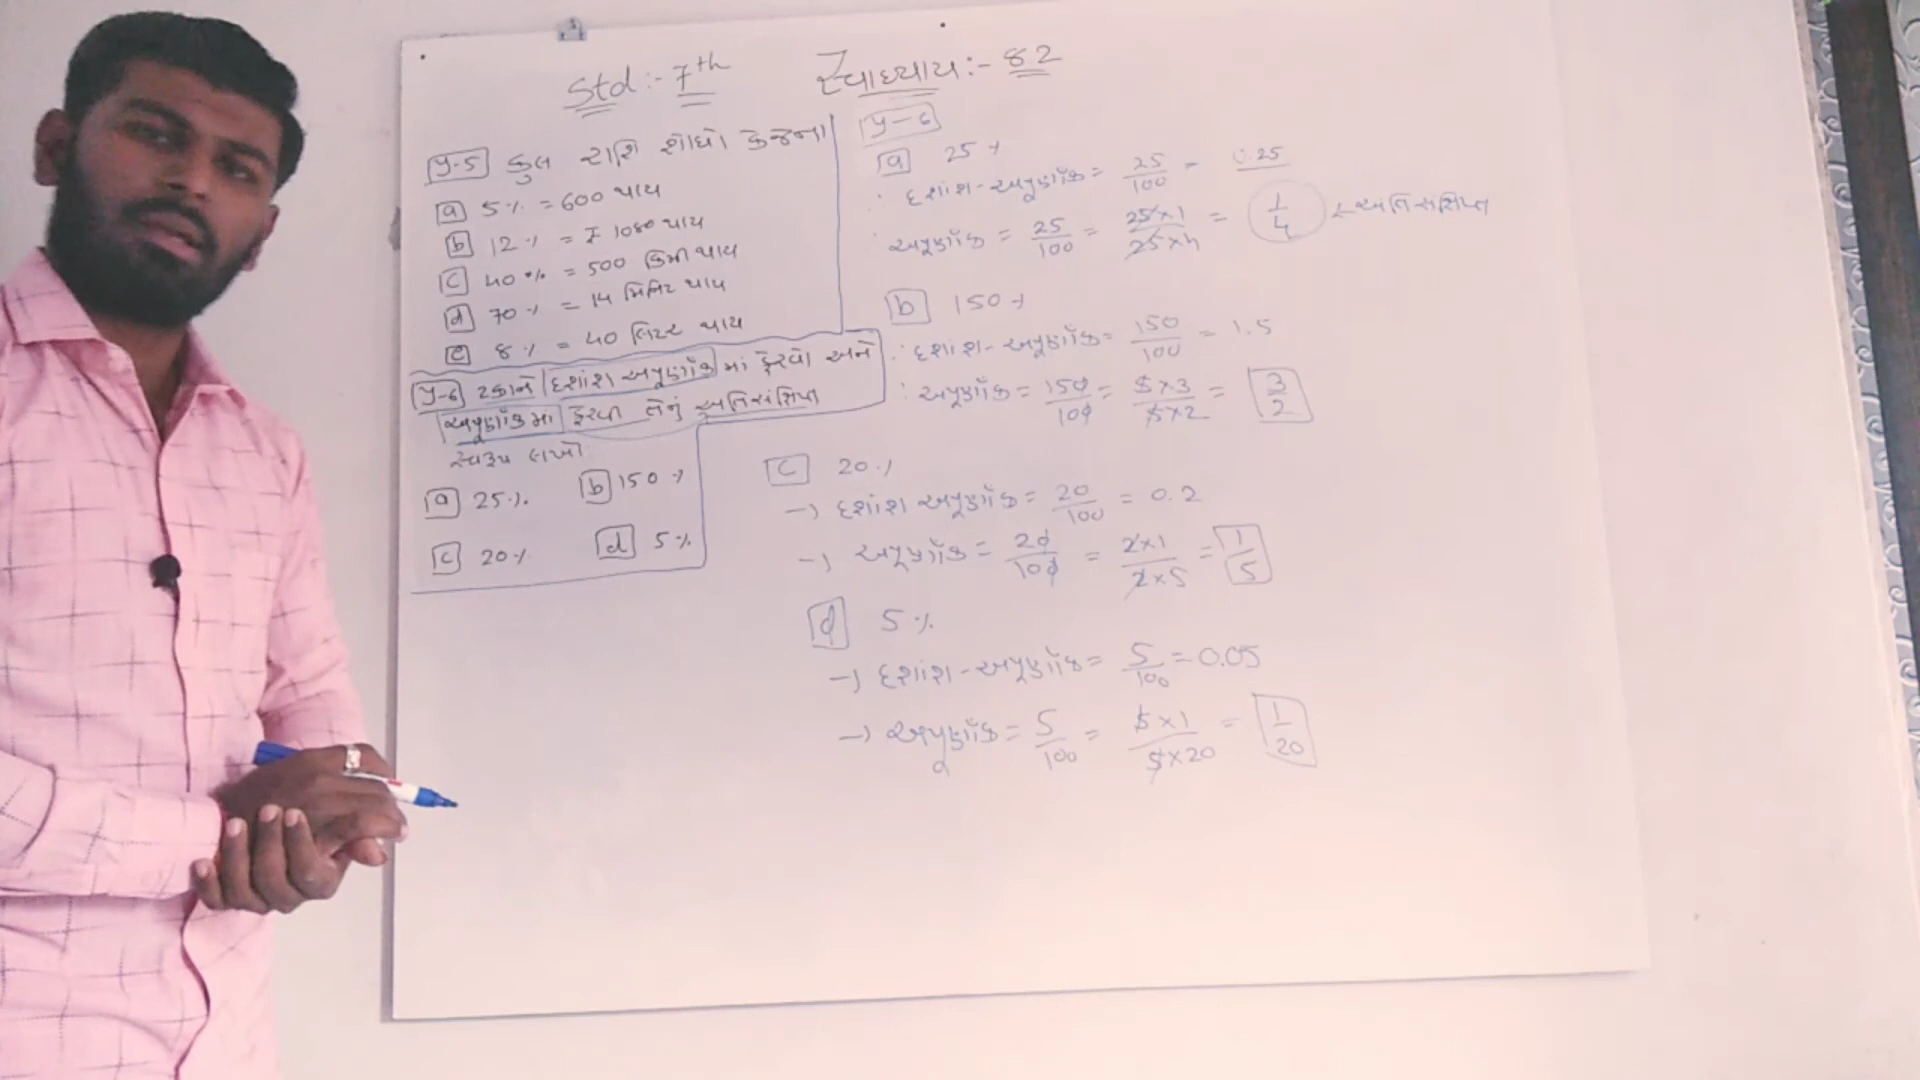 Std :- 7th સ્વાધ્યાય :- 8.2
પ્ર-5 કુલ રાશિ શોધો કે જેના
a 5% = 600 થાય
b 12% = ₹ 1080 થાય
c 40% = 500 કિમી થાય
d 70% = 14 મિનિટ થાય
e 8% = 40 લિટર થાય
પ્ર-6 ટકાને દશાંશ અપૂર્ણાંક માં ફેરવો અને
અપૂર્ણાંકમાં ફેરવી તેનું અતિસંક્ષિપ્ત
સ્વરૂપ લખો
a 25% b 150%
c 20% d 5%
પ્ર-6
a 25%
∴ દશાંશ-અપૂર્ણાંક = 25/100 = 0.25
∴ અપૂર્ણાંક = 25/100 = 25×1/25×4 = 1/4 ← અતિસંક્ષિપ્ત
b 150%
∴ દશાંશ-અપૂર્ણાંક = 150/100 = 1.5
∴ અપૂર્ણાંક = 150/100 = 5×3/5×2 = 3/2
c 20%
→ દશાંશ અપૂર્ણાંક = 20/100 = 0.2
→ અપૂર્ણાંક = 20/100 = 2×1/2×5 = 1/5
d 5%
→ દશાંશ-અપૂર્ણાંક = 5/100 = 0.05
→ અપૂર્ણાંક = 5/100 = 5×1/5×20 = 1/20